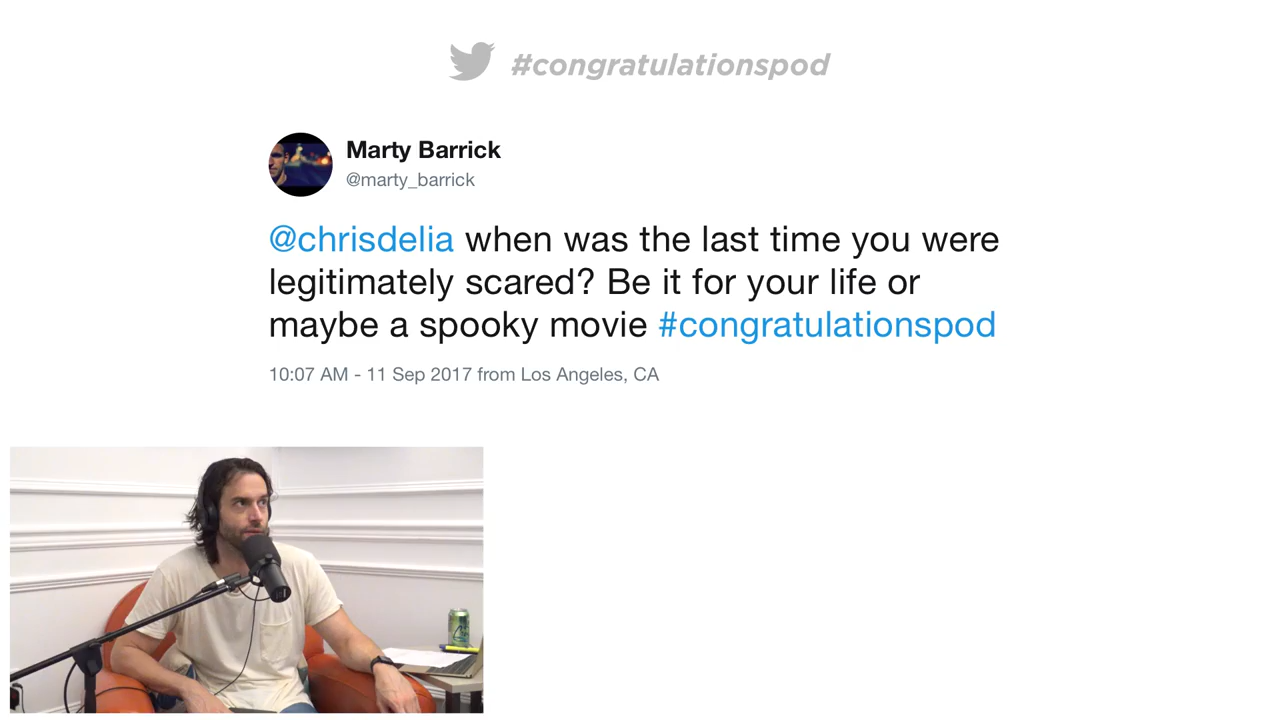 #congratulationspod
Marty Barrick
@marty_barrick
@chrisdelia when was the last time you were
legitimately scared? Be it for your life or
maybe a spooky movie #congratulationspod
10:07 AM - 11 Sep 2017 from Los Angeles, CA